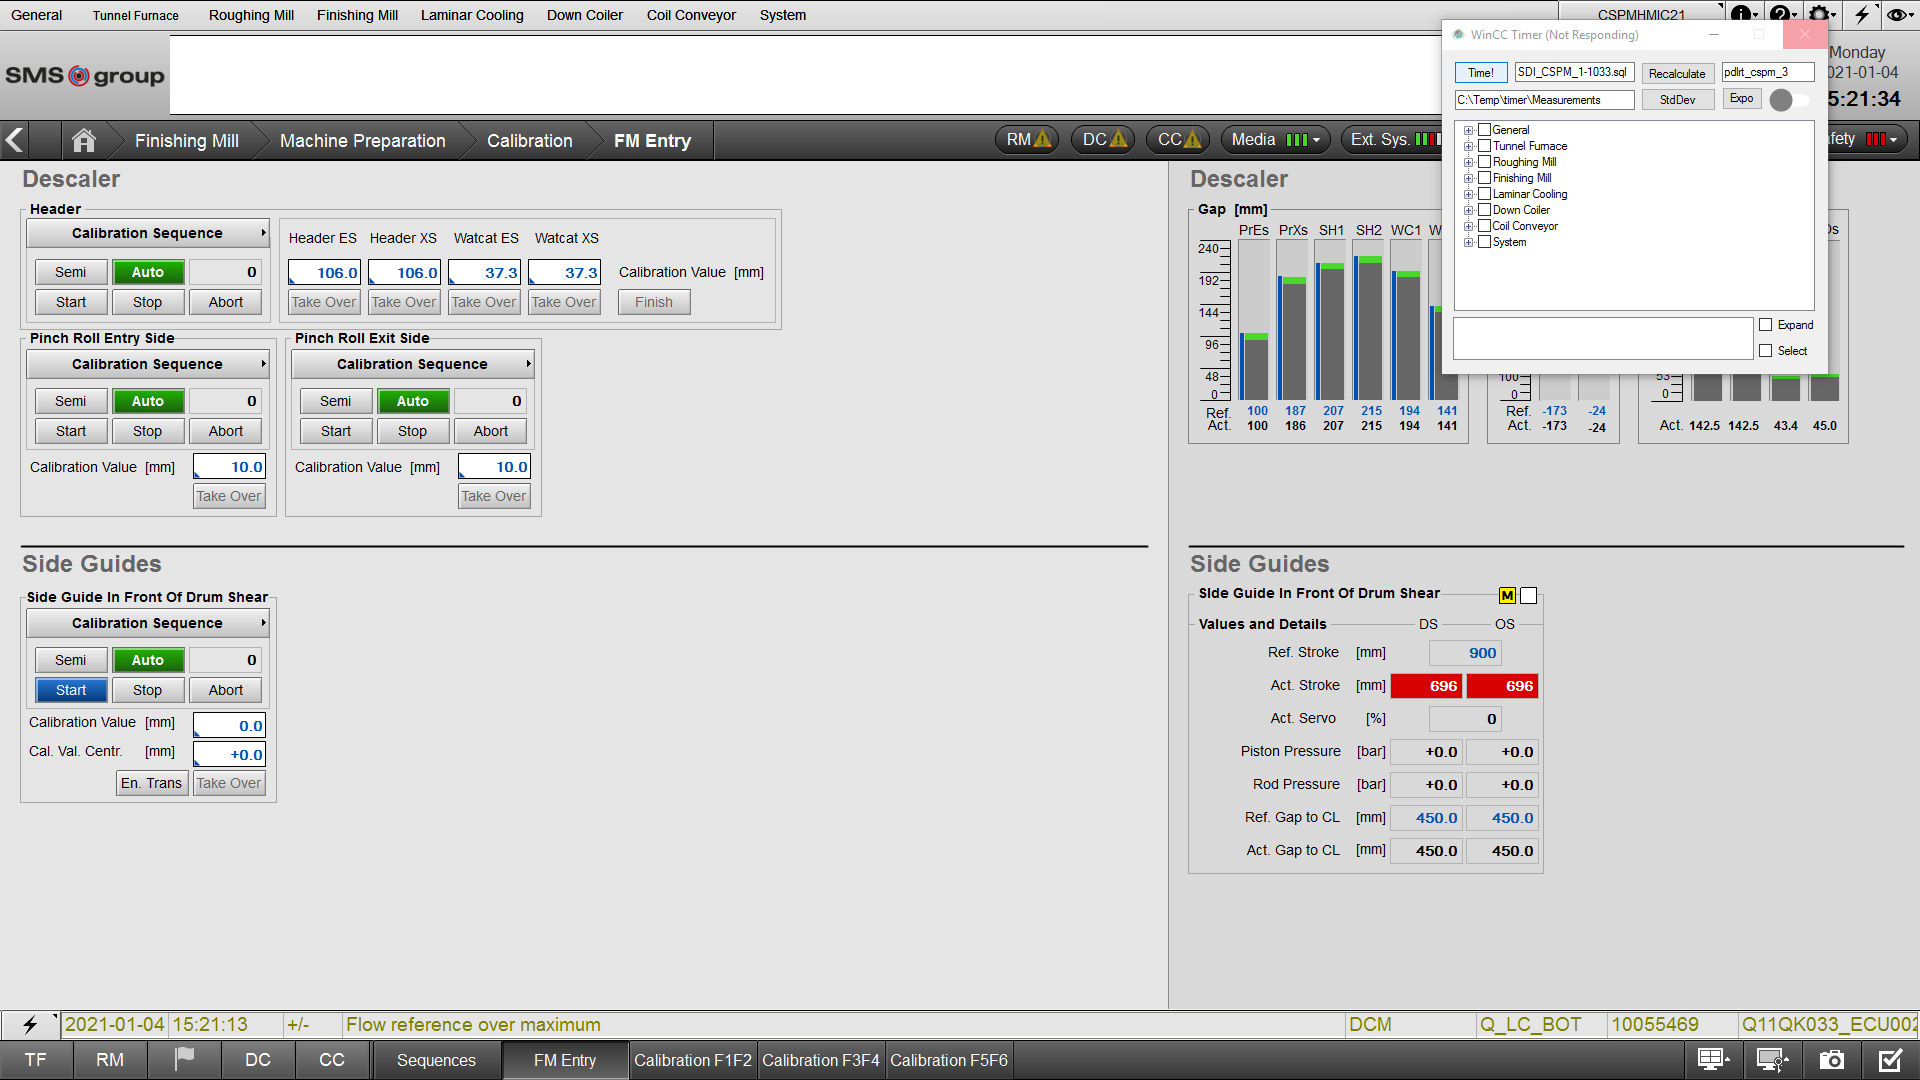 General Tunnel Furnace Roughing Mill Finishing Mill Laminar Cooling Down Coiler Coil Conveyor System CSPMHMIC21
SMS group
Monday
021-01-04
5:21:34
WinCC Timer (Not Responding)
Time! SDI_CSPM_1-1033.sql Recalculate pdlrt_cspm_3
C:\Temp\timer\Measurements StdDev Expo
General
Tunnel Furnace
Roughing Mill
Finishing Mill
Laminar Cooling
Down Coiler
Coil Conveyor
System
Expand
Select
Finishing Mill Machine Preparation Calibration FM Entry RM DC CC Media Ext. Sys. fety
Descaler
Header
Calibration Sequence
Semi Auto 0
Start Stop Abort
Header ES Header XS Watcat ES Watcat XS
106.0 106.0 37.3 37.3 Calibration Value [mm]
Take Over Take Over Take Over Take Over Finish
Pinch Roll Entry Side
Calibration Sequence
Semi Auto 0
Start Stop Abort
Calibration Value [mm] 10.0
Take Over
Pinch Roll Exit Side
Calibration Sequence
Semi Auto 0
Start Stop Abort
Calibration Value [mm] 10.0
Take Over
Descaler
Gap [mm]
PrEs PrXs SH1 SH2 WC1 W
240
192
144
96
48
0
Ref. 100 187 207 215 194 141
Act. 100 186 207 215 194 141
100
0
Ref. -173 -24
Act. -173 -24
Os
53
0
Act. 142.5 142.5 43.4 45.0
Side Guides
Side Guide In Front Of Drum Shear
Calibration Sequence
Semi Auto 0
Start Stop Abort
Calibration Value [mm] 0.0
Cal. Val. Centr. [mm] +0.0
En. Trans Take Over
Side Guides
SIde Guide In Front Of Drum Shear M
Values and Details DS OS
Ref. Stroke [mm] 900
Act. Stroke [mm] 696 696
Act. Servo [%] 0
Piston Pressure [bar] +0.0 +0.0
Rod Pressure [bar] +0.0 +0.0
Ref. Gap to CL [mm] 450.0 450.0
Act. Gap to CL [mm] 450.0 450.0
2021-01-04 15:21:13 +/- Flow reference over maximum DCM Q_LC_BOT 10055469 Q11QK033_ECU002
TF RM DC CC Sequences FM Entry Calibration F1F2 Calibration F3F4 Calibration F5F6